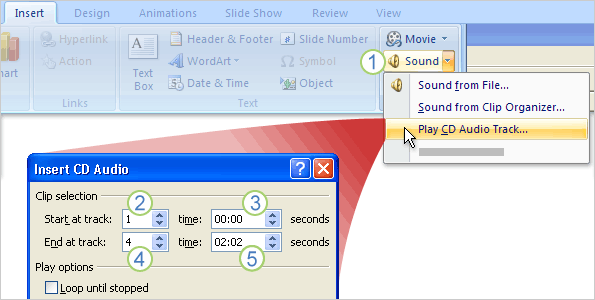 Insert Design Animations Slide Show Review View
Hyperlink
Action
Links
Text Box
Header & Footer
WordArt
Date & Time
Slide Number
Symbol
Object
Text
Movie
1 Sound
Sound from File...
Sound from Clip Organizer...
Play CD Audio Track...
Insert CD Audio ?
Clip selection
2 3
Start at track: 1 time: 00:00 seconds
End at track: 4 time: 02:02 seconds
4 5
Play options
Loop until stopped